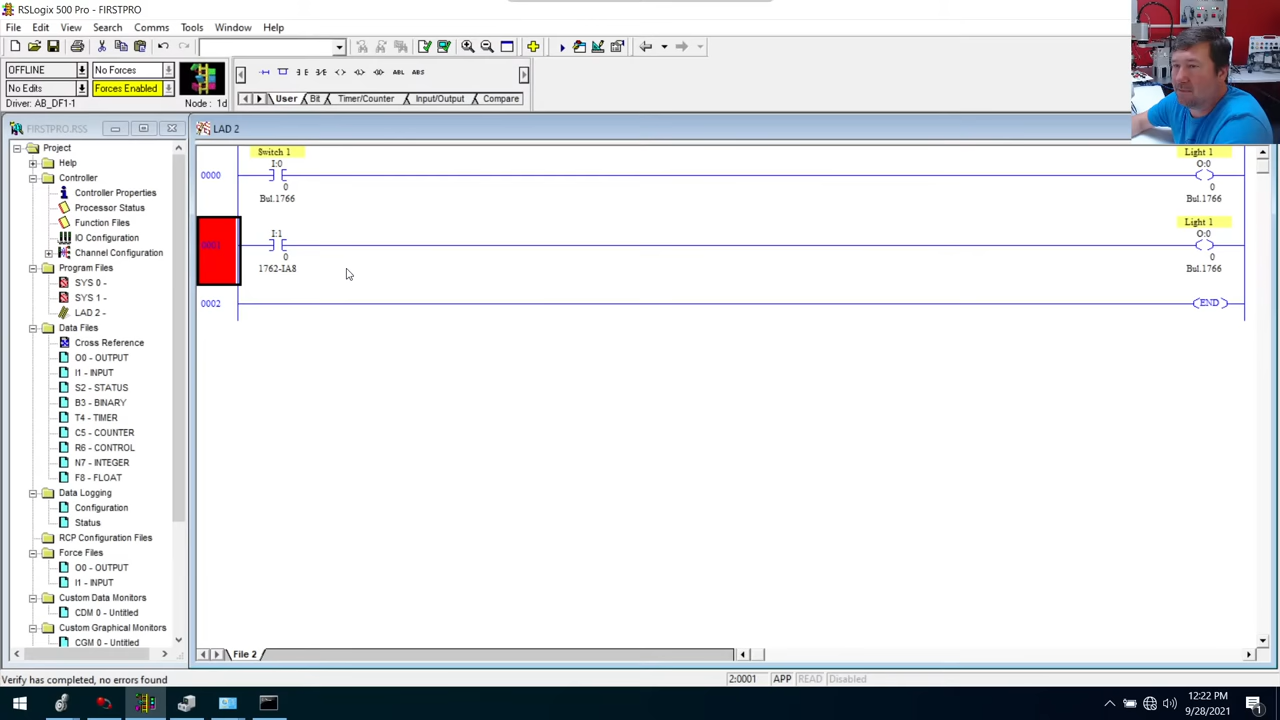 RSLogix 500 Pro - FIRSTPRO
File Edit View Search Comms Tools Window Help
OFFLINE No Forces
No Edits Forces Enabled
Driver: AB_DF1-1 Node : 1d
ABL ABS
User Bit Timer/Counter Input/Output Compare
FIRSTPRO.RSS
Project
Help
Controller
Controller Properties
Processor Status
Function Files
IO Configuration
Channel Configuration
Program Files
SYS 0 -
SYS 1 -
LAD 2 -
Data Files
Cross Reference
O0 - OUTPUT
I1 - INPUT
S2 - STATUS
B3 - BINARY
T4 - TIMER
C5 - COUNTER
R6 - CONTROL
N7 - INTEGER
F8 - FLOAT
Data Logging
Configuration
Status
RCP Configuration Files
Force Files
O0 - OUTPUT
I1 - INPUT
Custom Data Monitors
CDM 0 - Untitled
Custom Graphical Monitors
CGM 0 - Untitled
LAD 2
Switch 1 Light 1
I:0 O:0
0000
0 0
Bul.1766 Bul.1766
Light 1
I:1 O:0
0001
0 0
1762-IA8 Bul.1766
0002 END
File 2
Verify has completed, no errors found
2:0001 APP READ Disabled
12:22 PM
9/28/2021
1